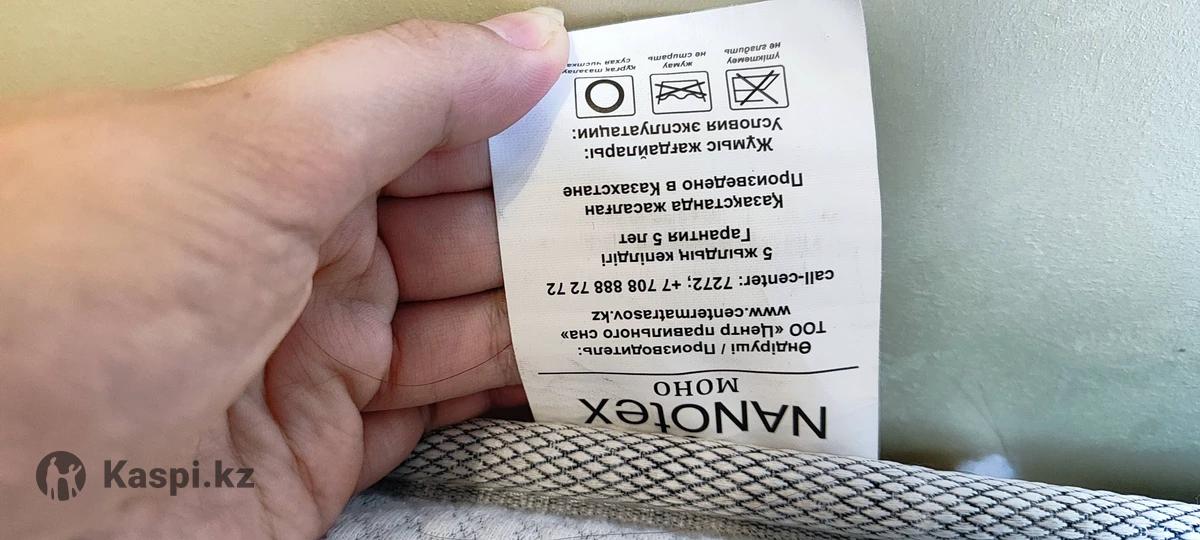 NANOtex
МОНО
Өндіруші / Производитель:
ТОО «Центр правильного сна»
www.centermatrasov.kz
call-center: 7272; +7 708 888 72 72
5 жылдың кепілдігі
Гарантия 5 лет
Қазақстанда жасалған
Произведено в Казахстане
Жұмыс жағдайлары:
Условия эксплуатации:
үтіктемеу жумау құрғақ тазалау
не гладить не стирать сухая чистка
Kaspi.kz